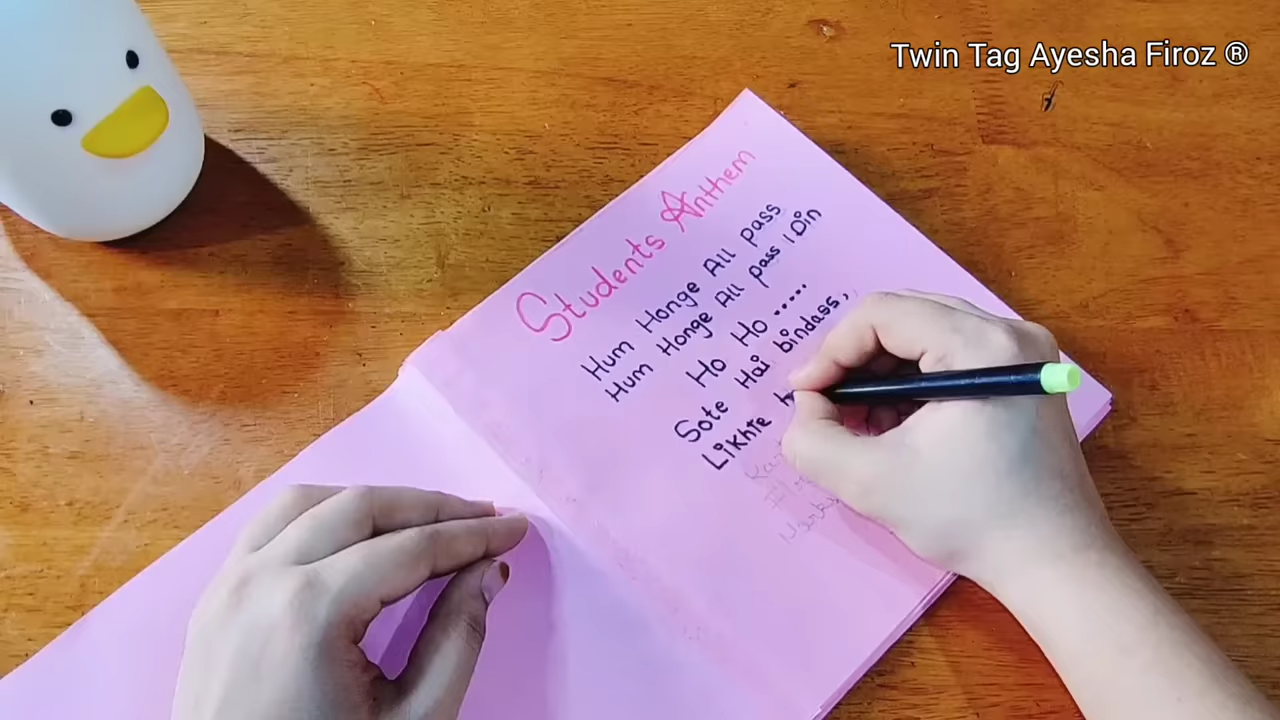 Twin Tag Ayesha Firoz ®
Students Anthem
Hum Honge All pass
Hum Honge All pass 1 Din
Ho Ho .....
Sote Hai bindass,
Likhte